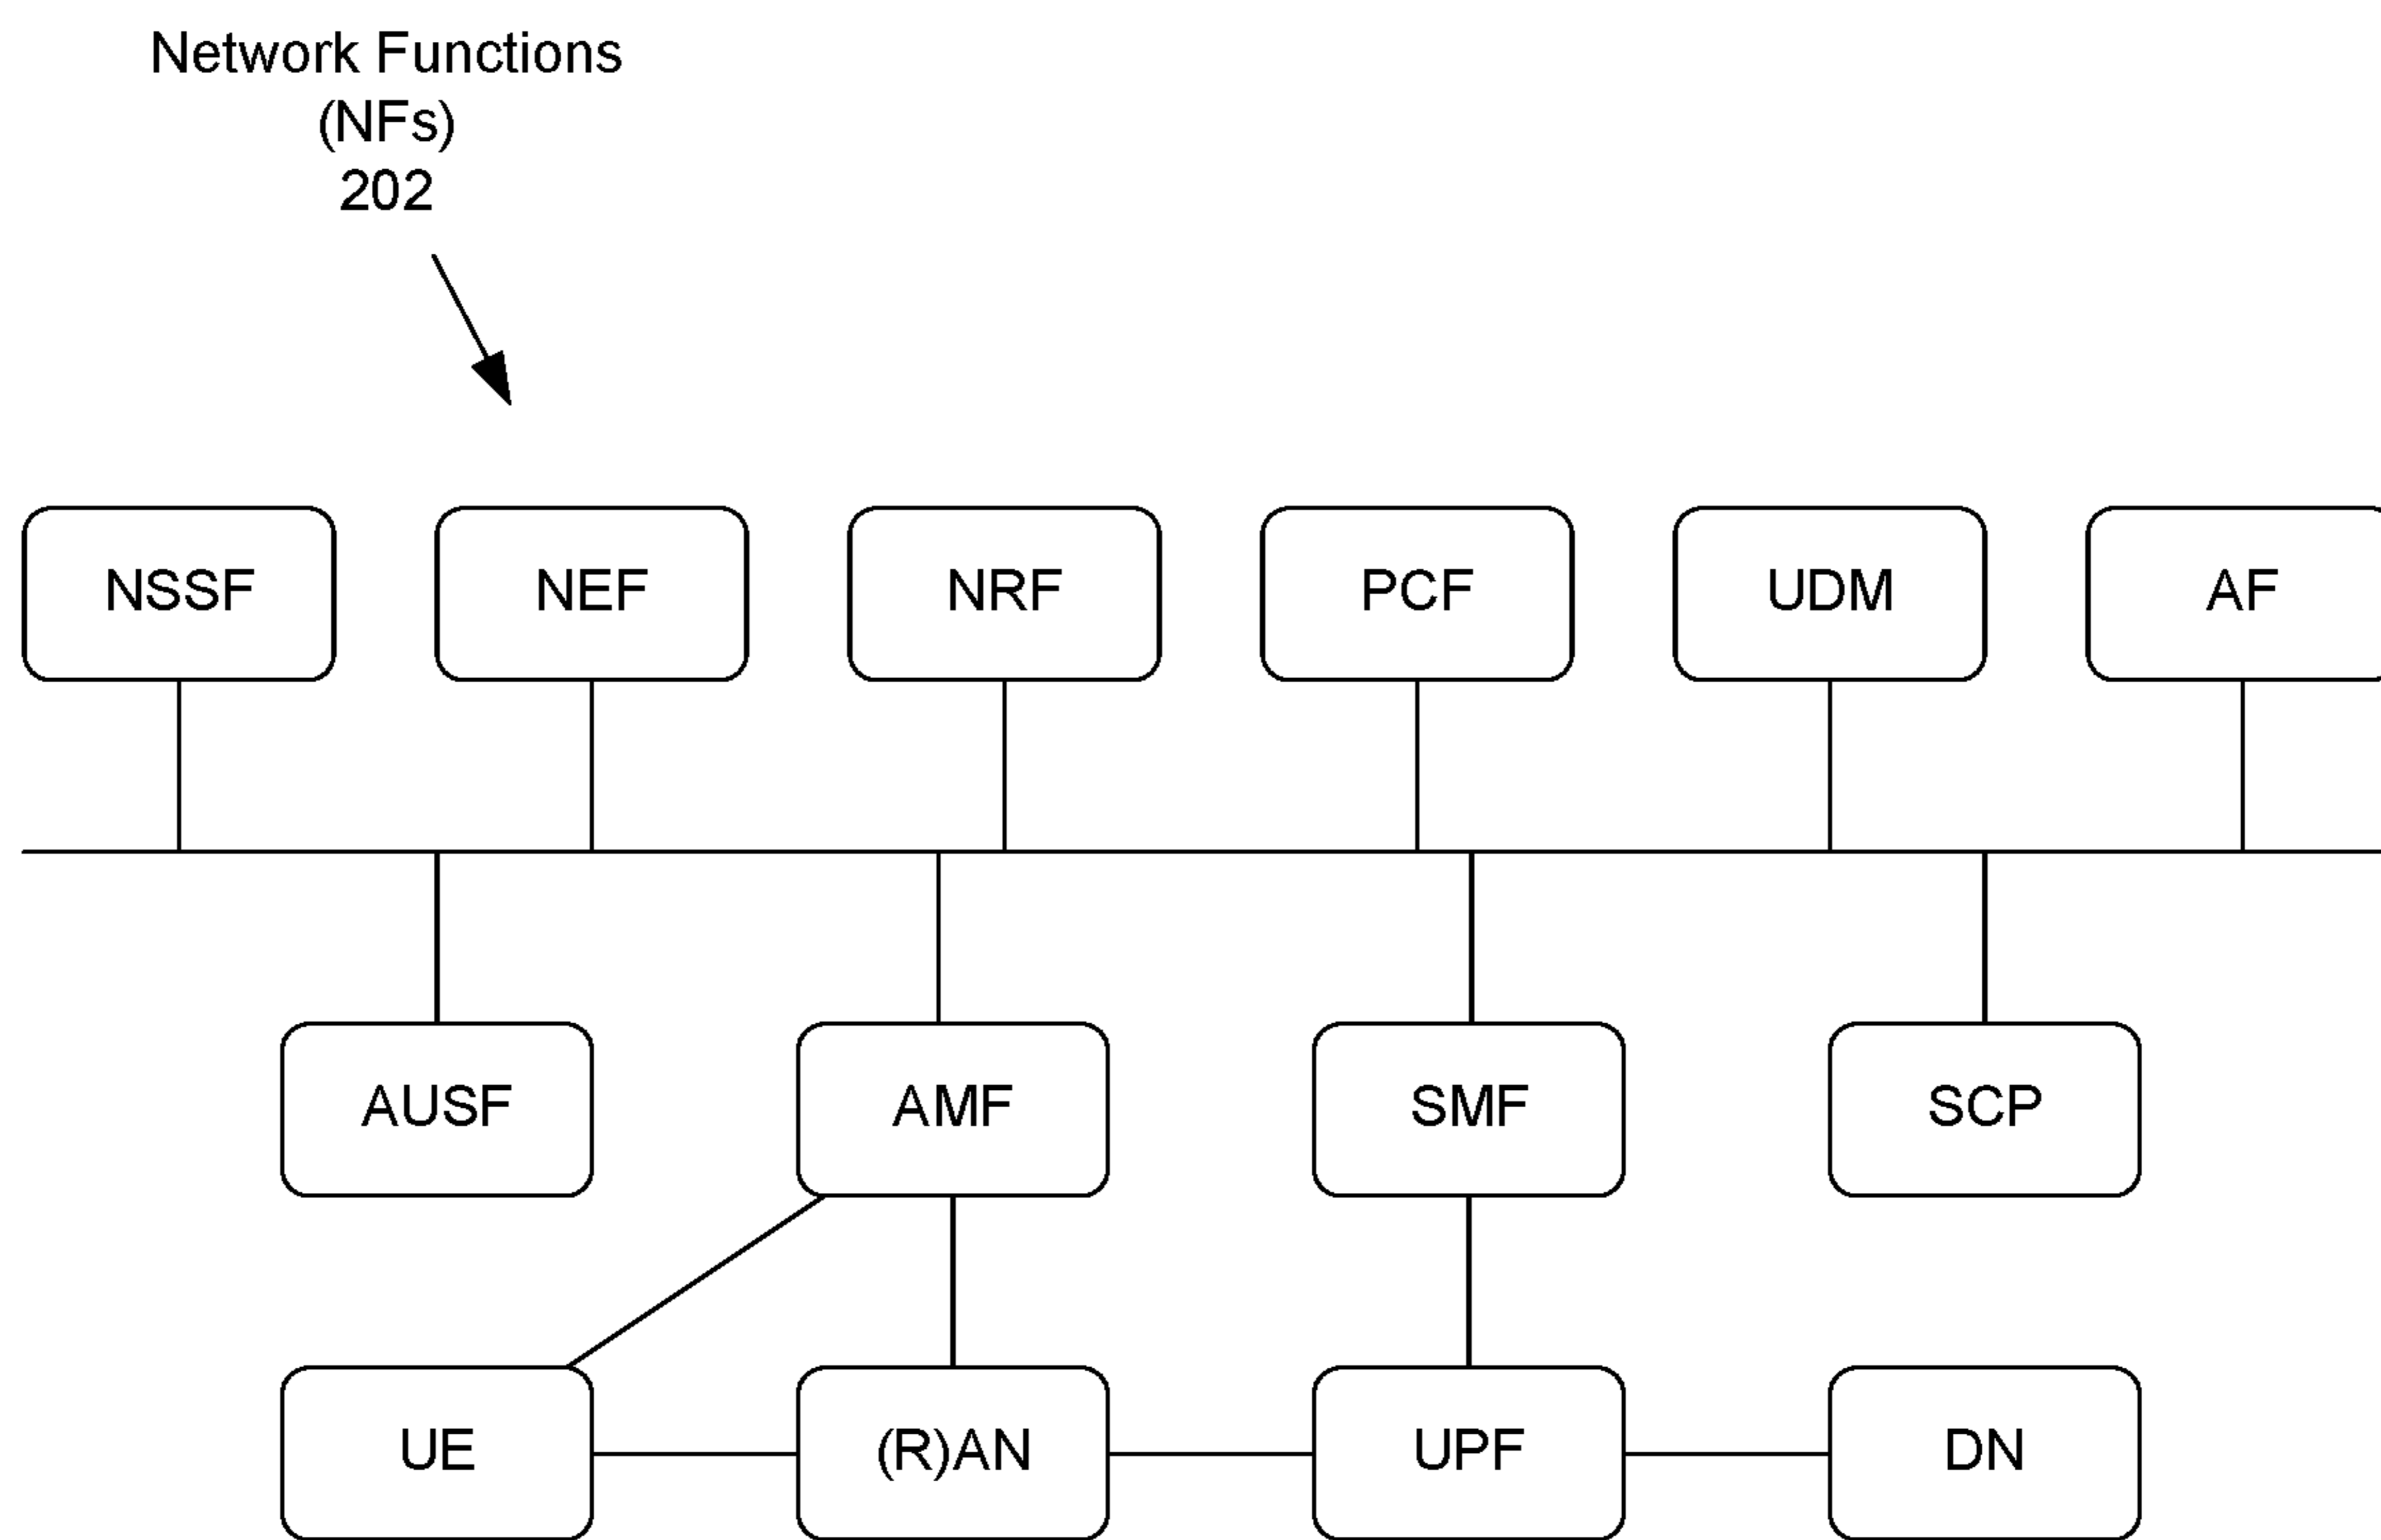 Network Functions
(NFs)
202
NSSF
NEF
NRF
PCF
UDM
AF
AUSF
AMF
SMF
SCP
UE
(R)AN
UPF
DN